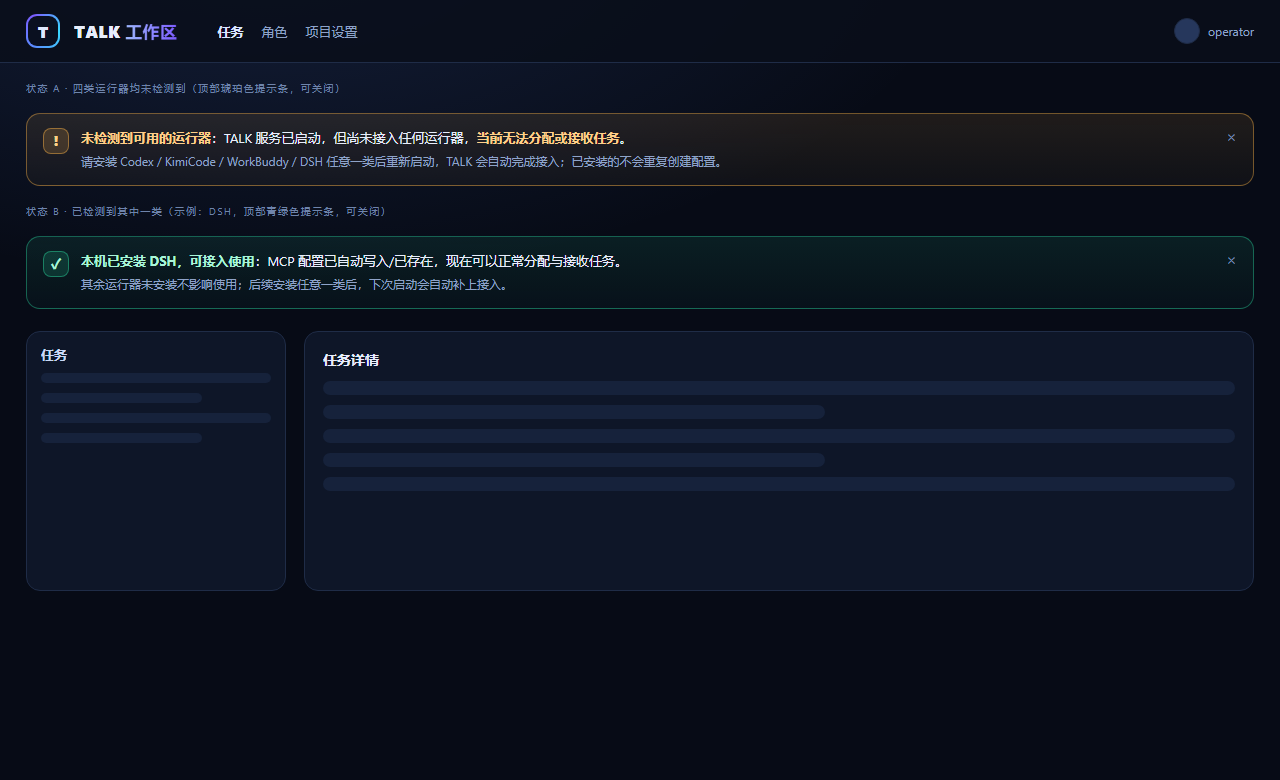 T TALK 工作区 任务 角色 项目设置 operator
状态 A · 四类运行器均未检测到（顶部琥珀色提示条，可关闭）
! 未检测到可用的运行器：TALK 服务已启动，但尚未接入任何运行器，当前无法分配或接收任务。 ×
请安装 Codex / KimiCode / WorkBuddy / DSH 任意一类后重新启动，TALK 会自动完成接入；已安装的不会重复创建配置。
状态 B · 已检测到其中一类（示例：DSH，顶部青绿色提示条，可关闭）
✓ 本机已安装 DSH，可接入使用：MCP 配置已自动写入/已存在，现在可以正常分配与接收任务。 ×
其余运行器未安装不影响使用；后续安装任意一类后，下次启动会自动补上接入。
任务
任务详情